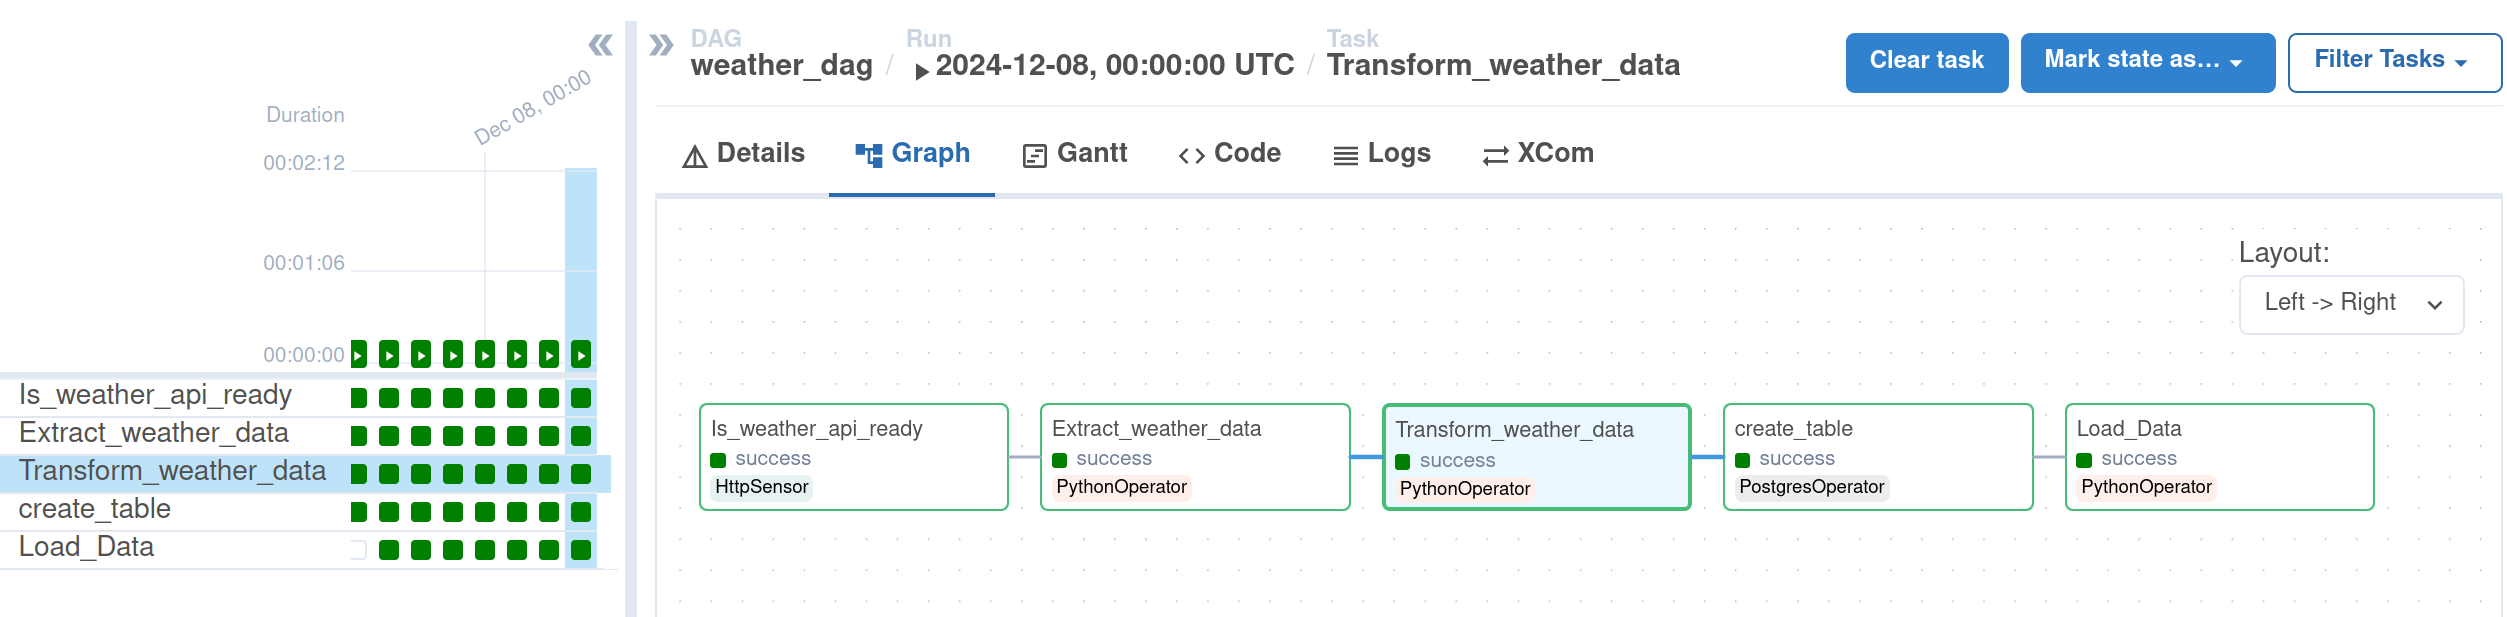 Duration
Dec 08, 00:00
00:02:12
00:01:06
00:00:00
Is_weather_api_ready
Extract_weather_data
Transform_weather_data
create_table
Load_Data
DAG
weather_dag
/
Run
2024-12-08, 00:00:00 UTC
/
Task
Transform_weather_data
Clear task
Mark state as...
Filter Tasks
Details
Graph
Gantt
Code
Logs
XCom
Layout:
Left -> Right
Is_weather_api_ready
success
HttpSensor
Extract_weather_data
success
PythonOperator
Transform_weather_data
success
PythonOperator
create_table
success
PostgresOperator
Load_Data
success
PythonOperator